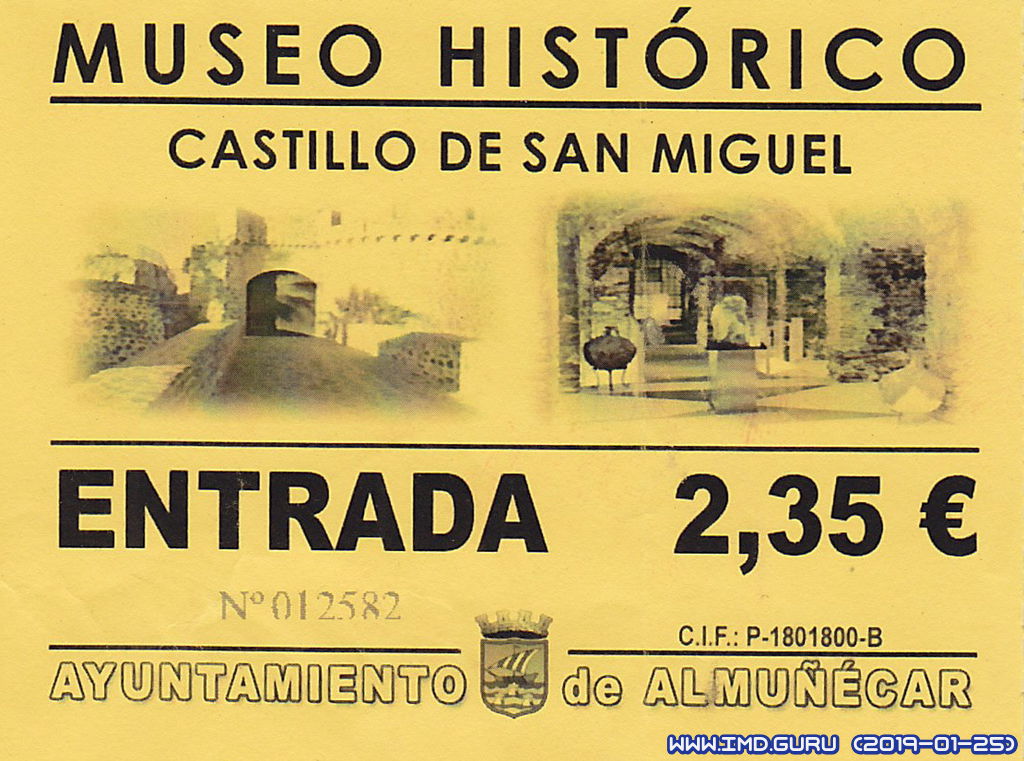 MUSEO HISTÓRICO
CASTILLO DE SAN MIGUEL
ENTRADA 2,35 €
Nº 012582
C.I.F.: P-1801800-B
AYUNTAMIENTO de ALMUÑÉCAR
WWW.IMD.GURU (2019-01-25)